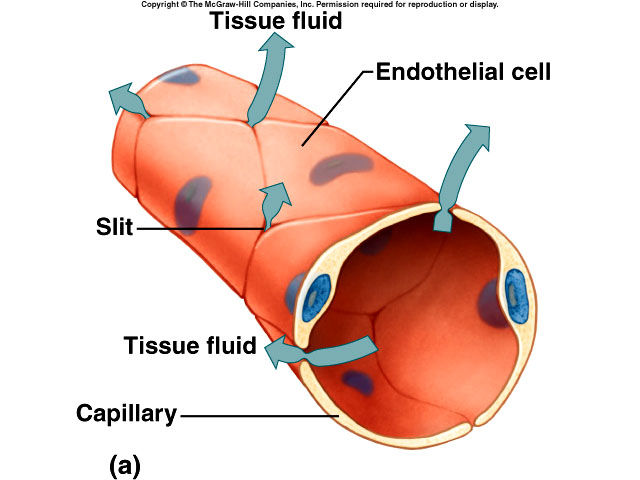 Copyright © The McGraw-Hill Companies, Inc. Permission required for reproduction or display.
Tissue fluid
Endothelial cell
Slit
Tissue fluid
Capillary
(a)